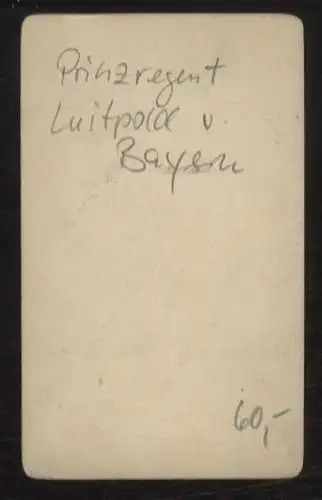 Prinzregent
Luitpold v.
Bayern
60,-